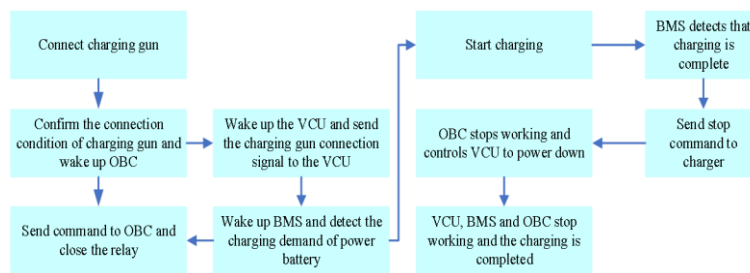 Connect charging gun
Confirm the connection
condition of charging gun and
wake up OBC
Send command to OBC and
close the relay
Wake up the VCU and send
the charging gun connection
signal to the VCU
Wake up BMS and detect the
charging demand of power
battery
Start charging
BMS detects that
charging is
complete
Send stop
command to
charger
OBC stops working and
controls VCU to power down
VCU, BMS and OBC stop
working and the charging is
completed